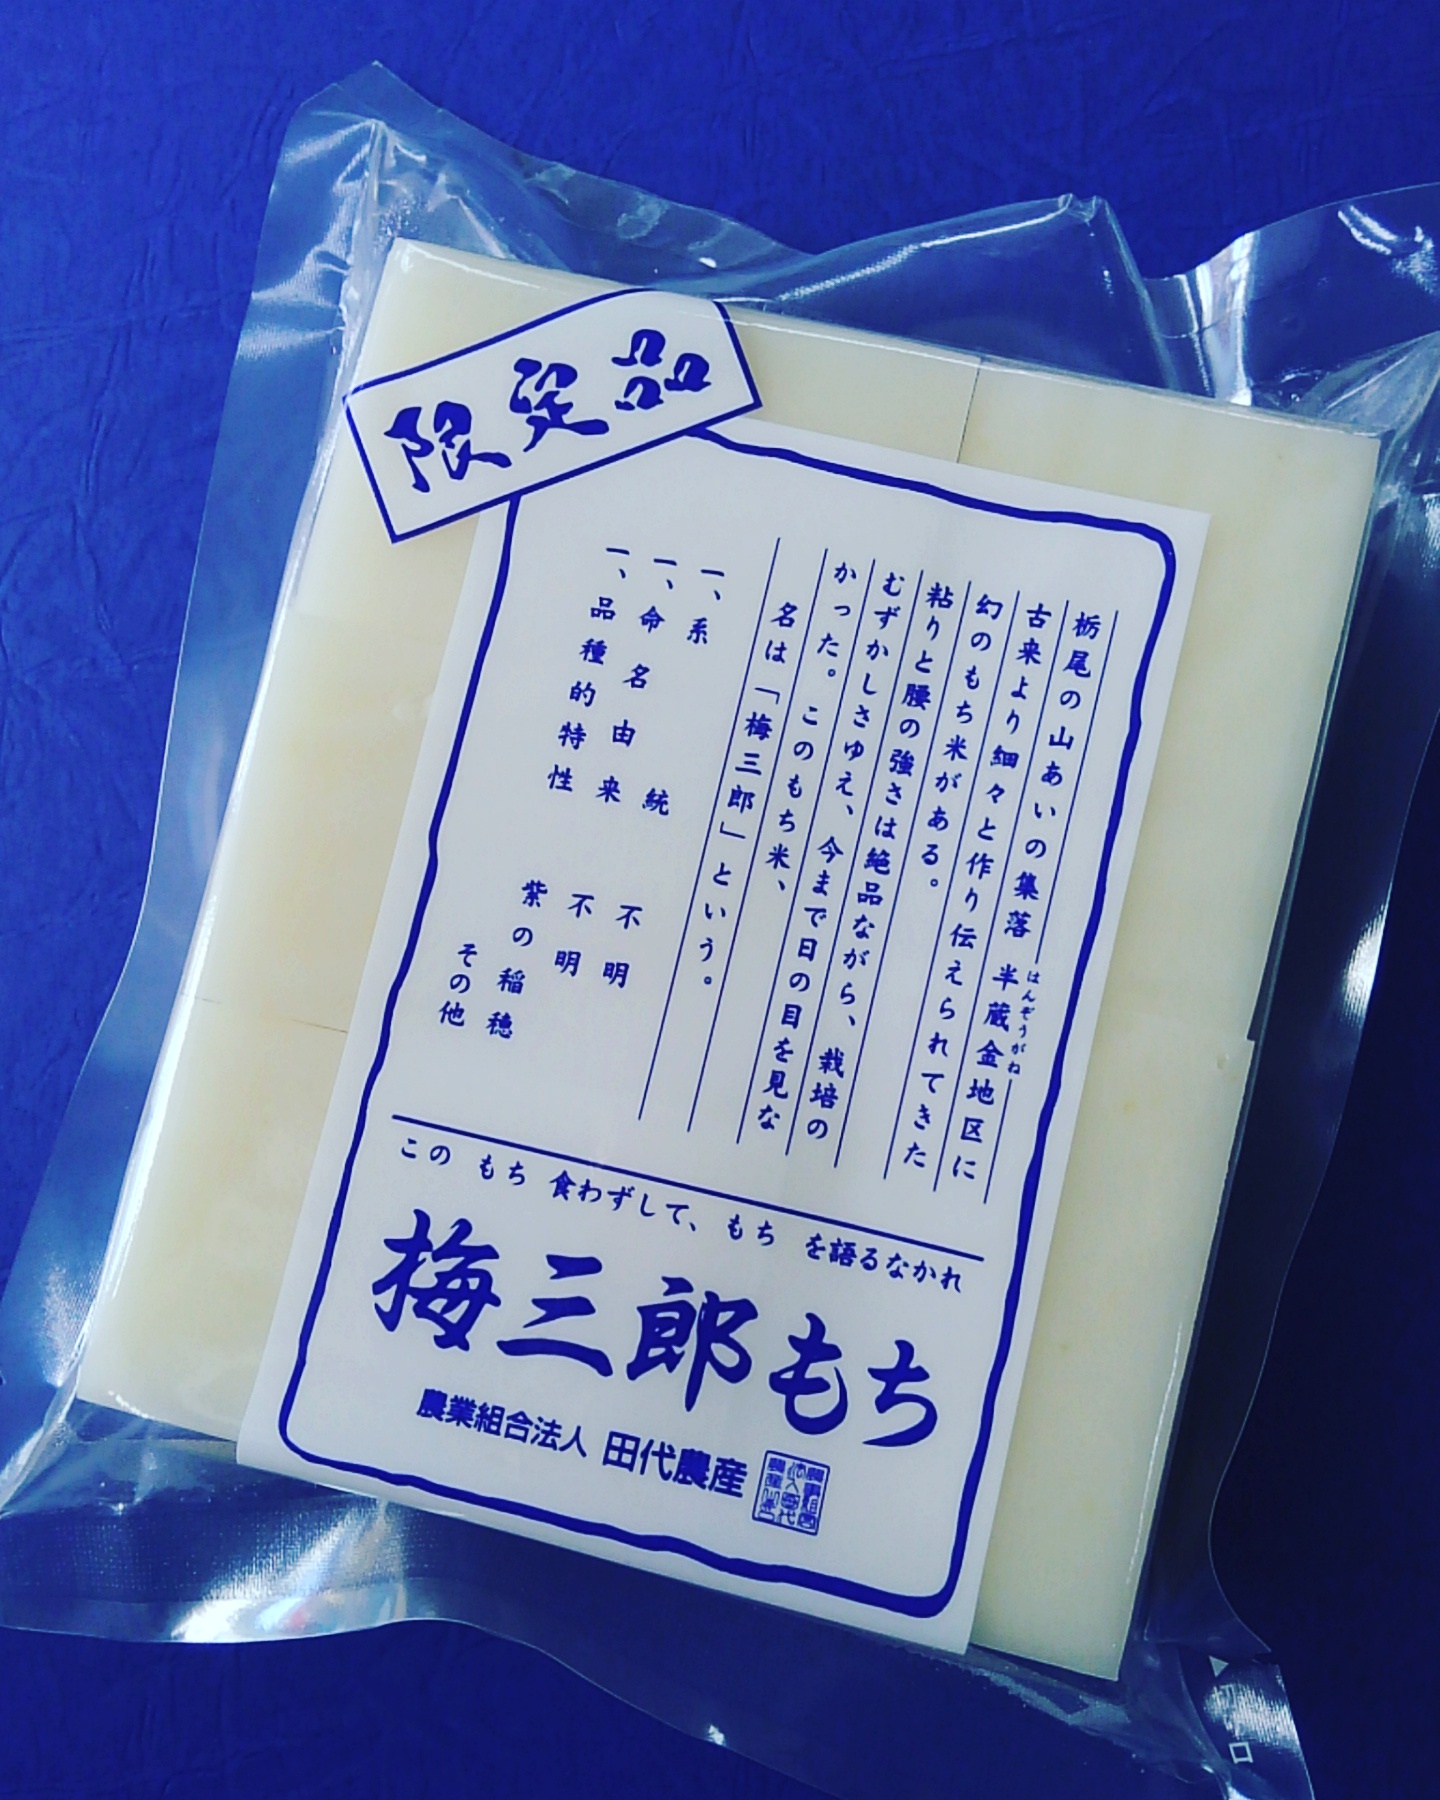 限定品
栃尾の山あいの集落 半蔵金地区に
はんぞうがね
古来より細々と作り伝えられてきた
幻のもち米がある。
粘りと腰の強さは絶品ながら、栽培の
むずかしさゆえ、今まで日の目を見な
かった。このもち米、
名は「梅三郎」という。
一、系統 不明
一、命名由来 不明
一、品種的特性 紫の稲穂
その他
この もち 食わずして、 もち を語るなかれ
梅三郎もち
農業組合法人 田代農産